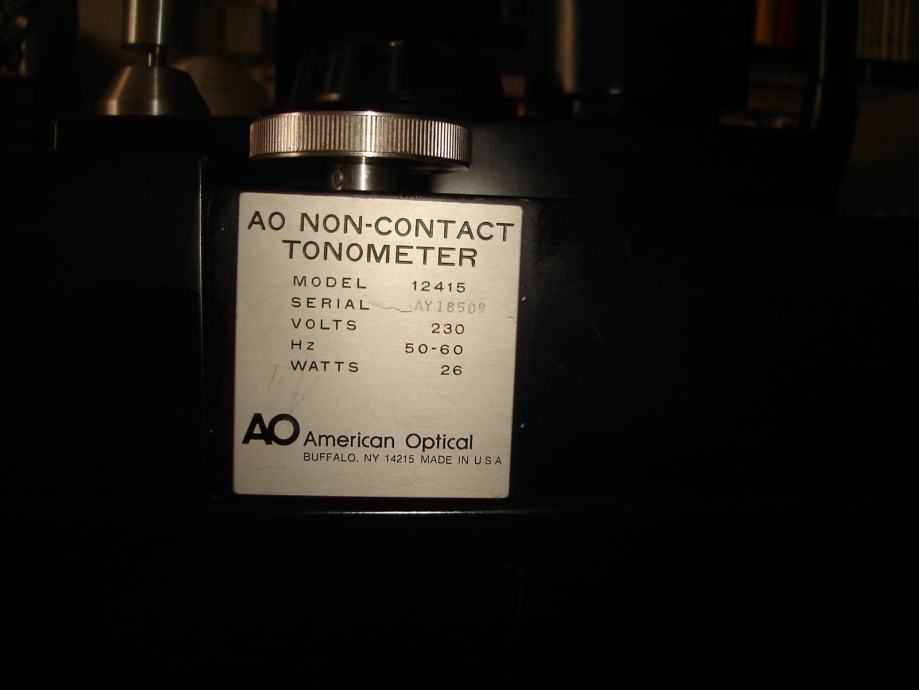 AO NON-CONTACT
TONOMETER
MODEL 12415
SERIAL AY18509
VOLTS 230
Hz 50-60
WATTS 26
AO American Optical
BUFFALO, NY 14215 MADE IN USA